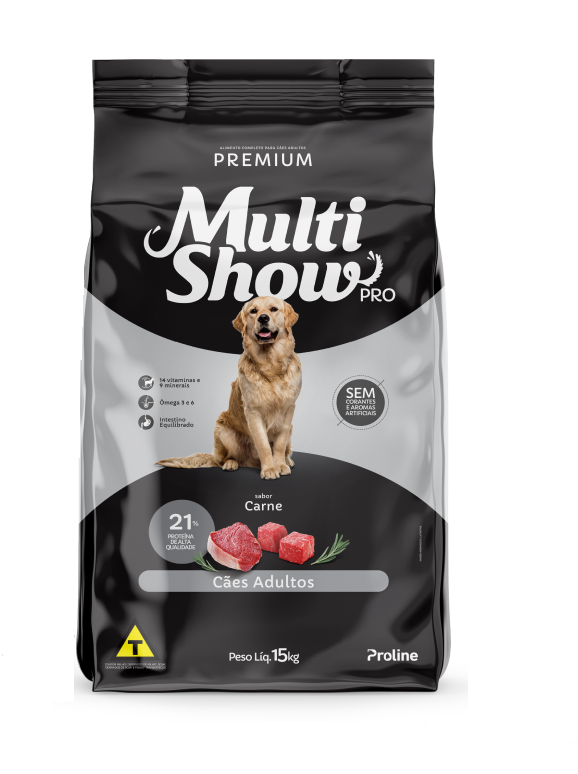 ALIMENTO COMPLETO PARA CÃES ADULTOS
PREMIUM
Multi
Show
PRO
14 vitaminas e
9 minerais
Ômega 3 e 6
Intestino
Equilibrado
SEM
CORANTES
E AROMAS
ARTIFICIAIS
sabor
Carne
21%
PROTEÍNA
DE ALTA
QUALIDADE
Cães Adultos
T
Peso Líq. 15kg
Proline